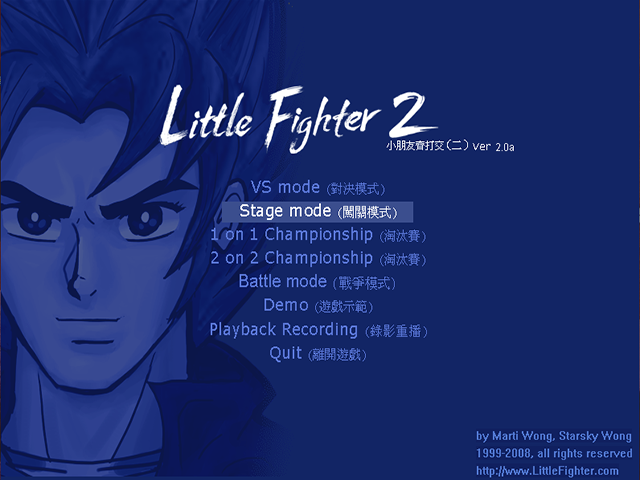 Little Fighter 2
小朋友齊打交(二) ver 2.0a
VS mode (對決模式)
Stage mode (闖關模式)
1 on 1 Championship (淘汰賽)
2 on 2 Championship (淘汰賽)
Battle mode (戰爭模式)
Demo (遊戲示範)
Playback Recording (錄影重播)
Quit (離開遊戲)
by Marti Wong, Starsky Wong
1999-2008, all rights reserved
http://www.LittleFighter.com